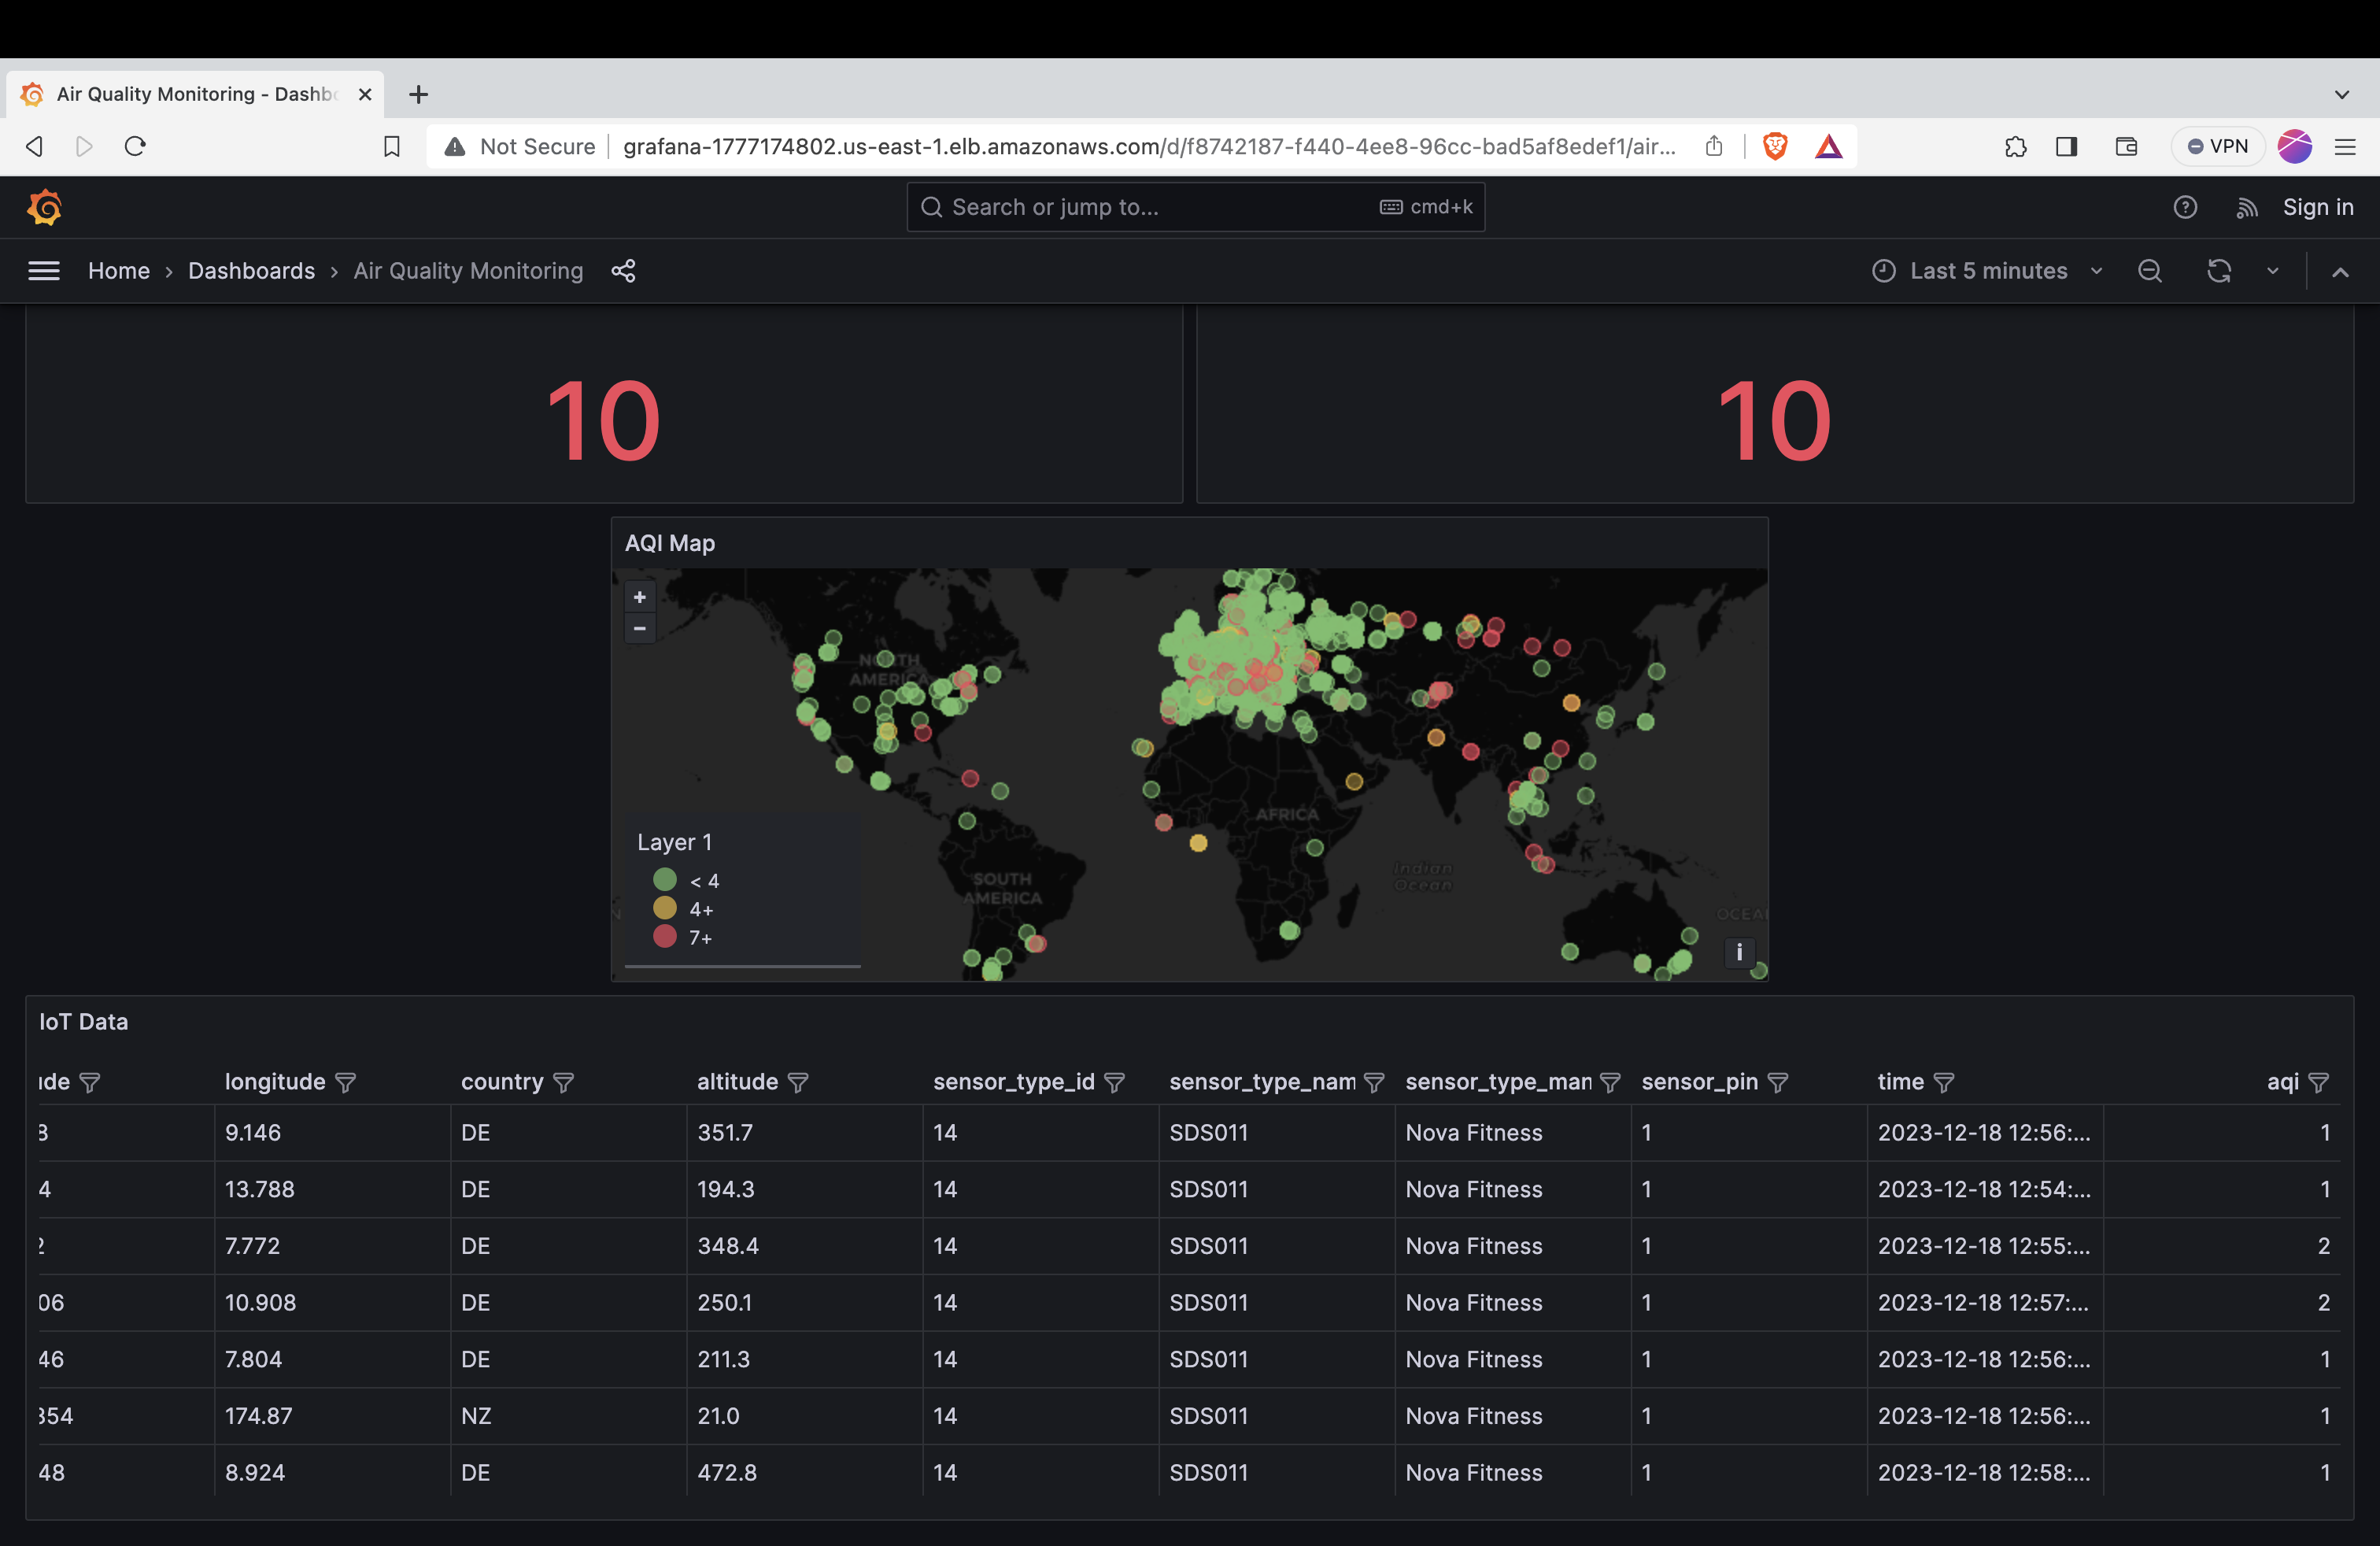 Air Quality Monitoring - Dashb
Not Secure grafana-1777174802.us-east-1.elb.amazonaws.com/d/f8742187-f440-4ee8-96cc-bad5af8edef1/air... VPN
Search or jump to... cmd+k Sign in
Home › Dashboards › Air Quality Monitoring Last 5 minutes
10 10
AQI Map
+
−
NORTH
AMERICA
AFRICA
Indian
Ocean
SOUTH
AMERICA
OCEA
Layer 1
< 4
4+
7+
i
IoT Data
ude longitude country altitude sensor_type_id sensor_type_nam sensor_type_man sensor_pin time aqi
8 9.146 DE 351.7 14 SDS011 Nova Fitness 1 2023-12-18 12:56:... 1
4 13.788 DE 194.3 14 SDS011 Nova Fitness 1 2023-12-18 12:54:... 1
2 7.772 DE 348.4 14 SDS011 Nova Fitness 1 2023-12-18 12:55:... 2
06 10.908 DE 250.1 14 SDS011 Nova Fitness 1 2023-12-18 12:57:... 2
46 7.804 DE 211.3 14 SDS011 Nova Fitness 1 2023-12-18 12:56:... 1
354 174.87 NZ 21.0 14 SDS011 Nova Fitness 1 2023-12-18 12:56:... 1
48 8.924 DE 472.8 14 SDS011 Nova Fitness 1 2023-12-18 12:58:... 1